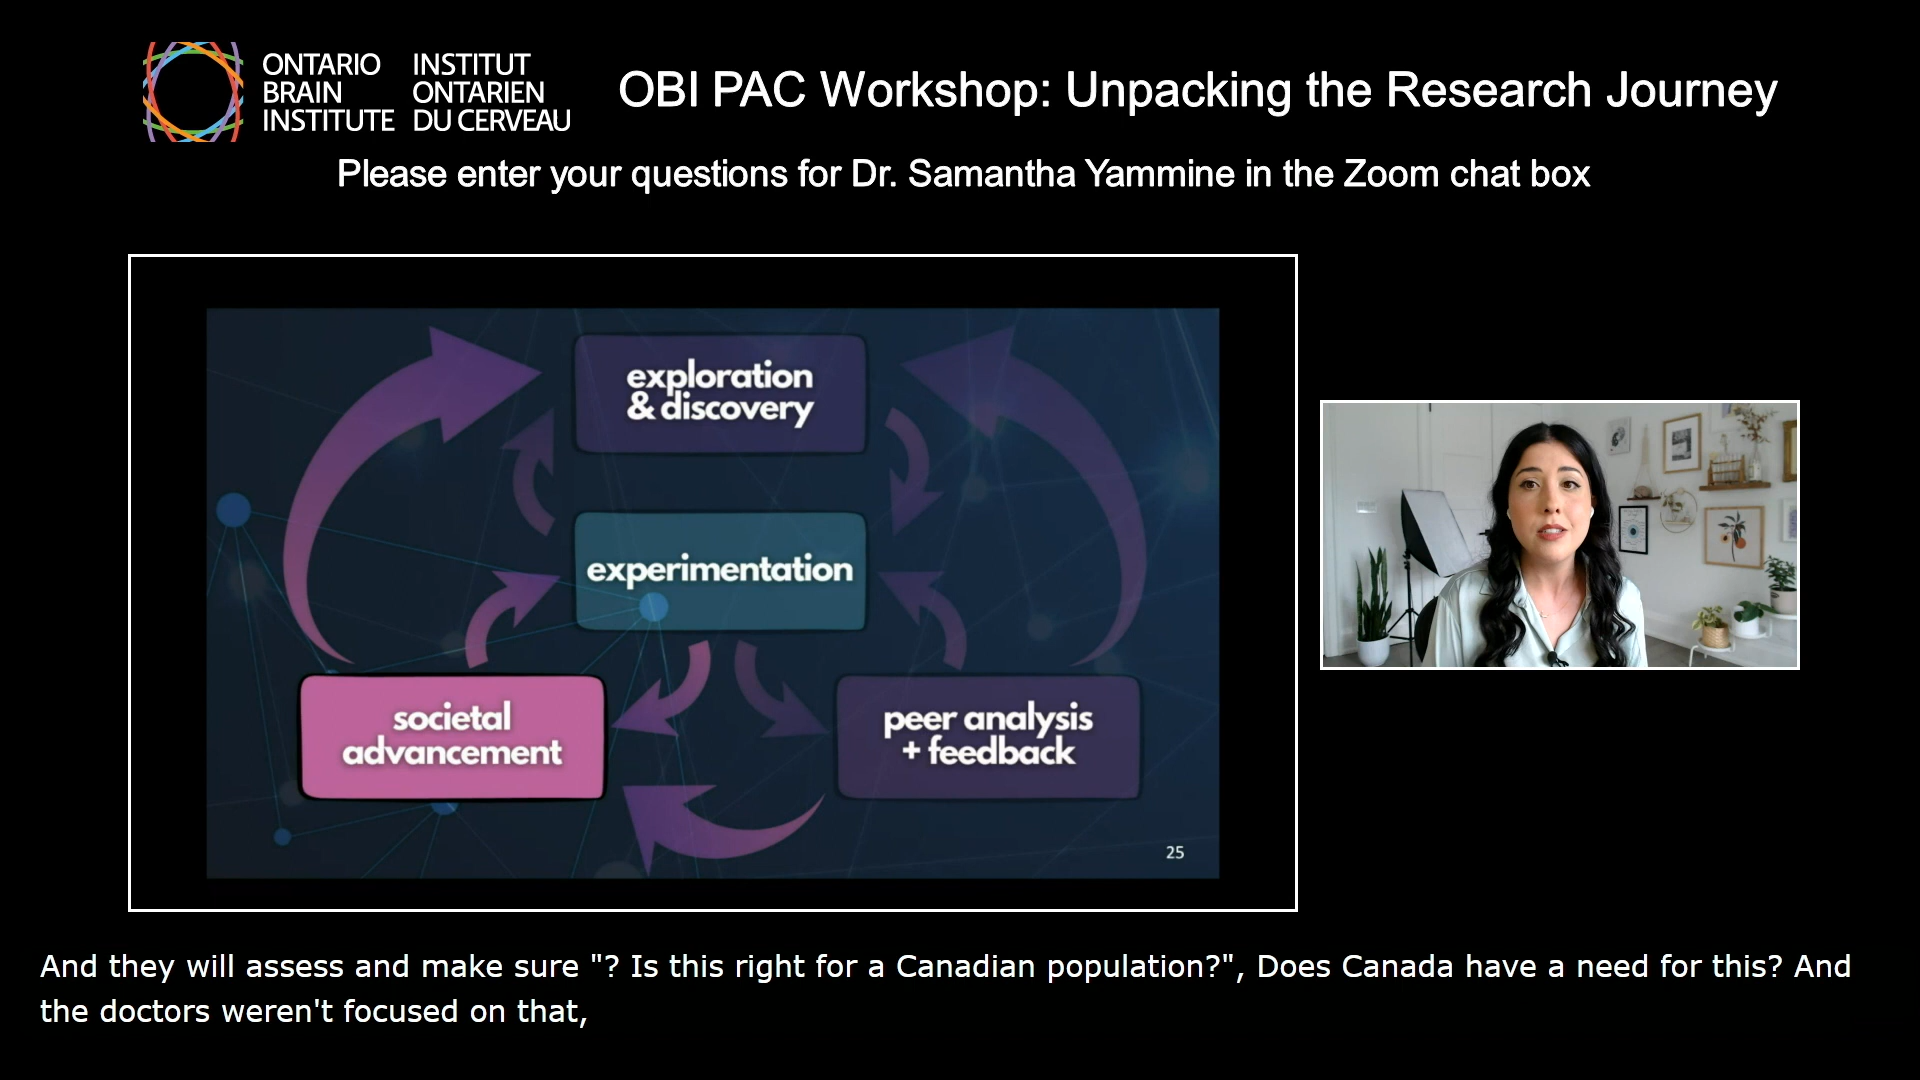 ONTARIO
BRAIN
INSTITUTE
INSTITUT
ONTARIEN
DU CERVEAU
OBI PAC Workshop: Unpacking the Research Journey
Please enter your questions for Dr. Samantha Yammine in the Zoom chat box
exploration
& discovery
experimentation
societal
advancement
peer analysis
+ feedback
25
And they will assess and make sure "? Is this right for a Canadian population?", Does Canada have a need for this? And
the doctors weren't focused on that,